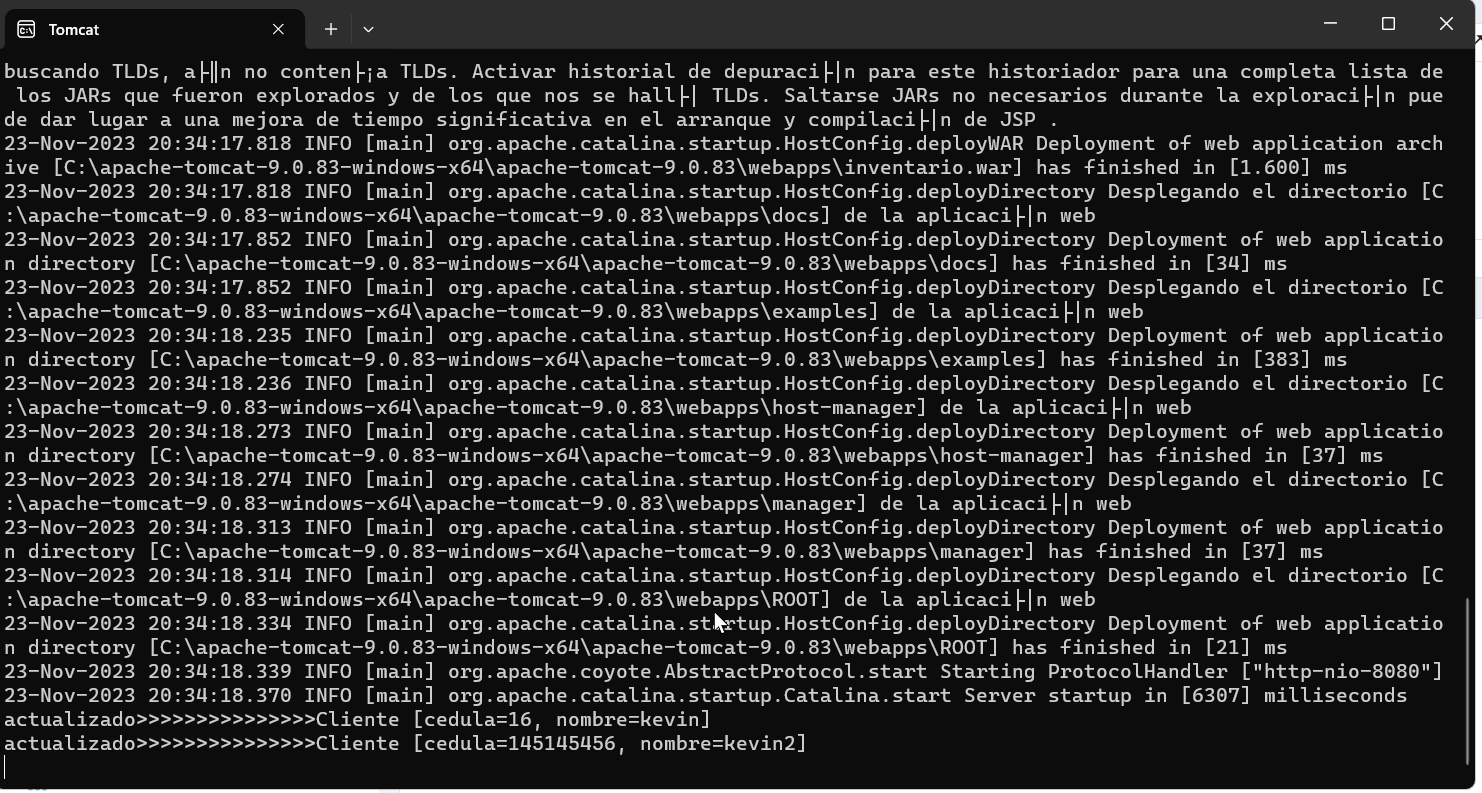 Tomcat
buscando TLDs, a├║n no conten├¡a TLDs. Activar historial de depuraci├│n para este historiador para una completa lista de
los JARs que fueron explorados y de los que nos se hall├│ TLDs. Saltarse JARs no necesarios durante la exploraci├│n pue
de dar lugar a una mejora de tiempo significativa en el arranque y compilaci├│n de JSP .
23-Nov-2023 20:34:17.818 INFO [main] org.apache.catalina.startup.HostConfig.deployWAR Deployment of web application arch
ive [C:\apache-tomcat-9.0.83-windows-x64\apache-tomcat-9.0.83\webapps\inventario.war] has finished in [1.600] ms
23-Nov-2023 20:34:17.818 INFO [main] org.apache.catalina.startup.HostConfig.deployDirectory Desplegando el directorio [C
:\apache-tomcat-9.0.83-windows-x64\apache-tomcat-9.0.83\webapps\docs] de la aplicaci├│n web
23-Nov-2023 20:34:17.852 INFO [main] org.apache.catalina.startup.HostConfig.deployDirectory Deployment of web applicatio
n directory [C:\apache-tomcat-9.0.83-windows-x64\apache-tomcat-9.0.83\webapps\docs] has finished in [34] ms
23-Nov-2023 20:34:17.852 INFO [main] org.apache.catalina.startup.HostConfig.deployDirectory Desplegando el directorio [C
:\apache-tomcat-9.0.83-windows-x64\apache-tomcat-9.0.83\webapps\examples] de la aplicaci├│n web
23-Nov-2023 20:34:18.235 INFO [main] org.apache.catalina.startup.HostConfig.deployDirectory Deployment of web applicatio
n directory [C:\apache-tomcat-9.0.83-windows-x64\apache-tomcat-9.0.83\webapps\examples] has finished in [383] ms
23-Nov-2023 20:34:18.236 INFO [main] org.apache.catalina.startup.HostConfig.deployDirectory Desplegando el directorio [C
:\apache-tomcat-9.0.83-windows-x64\apache-tomcat-9.0.83\webapps\host-manager] de la aplicaci├│n web
23-Nov-2023 20:34:18.273 INFO [main] org.apache.catalina.startup.HostConfig.deployDirectory Deployment of web applicatio
n directory [C:\apache-tomcat-9.0.83-windows-x64\apache-tomcat-9.0.83\webapps\host-manager] has finished in [37] ms
23-Nov-2023 20:34:18.274 INFO [main] org.apache.catalina.startup.HostConfig.deployDirectory Desplegando el directorio [C
:\apache-tomcat-9.0.83-windows-x64\apache-tomcat-9.0.83\webapps\manager] de la aplicaci├│n web
23-Nov-2023 20:34:18.313 INFO [main] org.apache.catalina.startup.HostConfig.deployDirectory Deployment of web applicatio
n directory [C:\apache-tomcat-9.0.83-windows-x64\apache-tomcat-9.0.83\webapps\manager] has finished in [37] ms
23-Nov-2023 20:34:18.314 INFO [main] org.apache.catalina.startup.HostConfig.deployDirectory Desplegando el directorio [C
:\apache-tomcat-9.0.83-windows-x64\apache-tomcat-9.0.83\webapps\ROOT] de la aplicaci├│n web
23-Nov-2023 20:34:18.334 INFO [main] org.apache.catalina.startup.HostConfig.deployDirectory Deployment of web applicatio
n directory [C:\apache-tomcat-9.0.83-windows-x64\apache-tomcat-9.0.83\webapps\ROOT] has finished in [21] ms
23-Nov-2023 20:34:18.339 INFO [main] org.apache.coyote.AbstractProtocol.start Starting ProtocolHandler ["http-nio-8080"]
23-Nov-2023 20:34:18.370 INFO [main] org.apache.catalina.startup.Catalina.start Server startup in [6307] milliseconds
actualizado>>>>>>>>>>>>>>>Cliente [cedula=16, nombre=kevin]
actualizado>>>>>>>>>>>>>>>Cliente [cedula=145145456, nombre=kevin2]